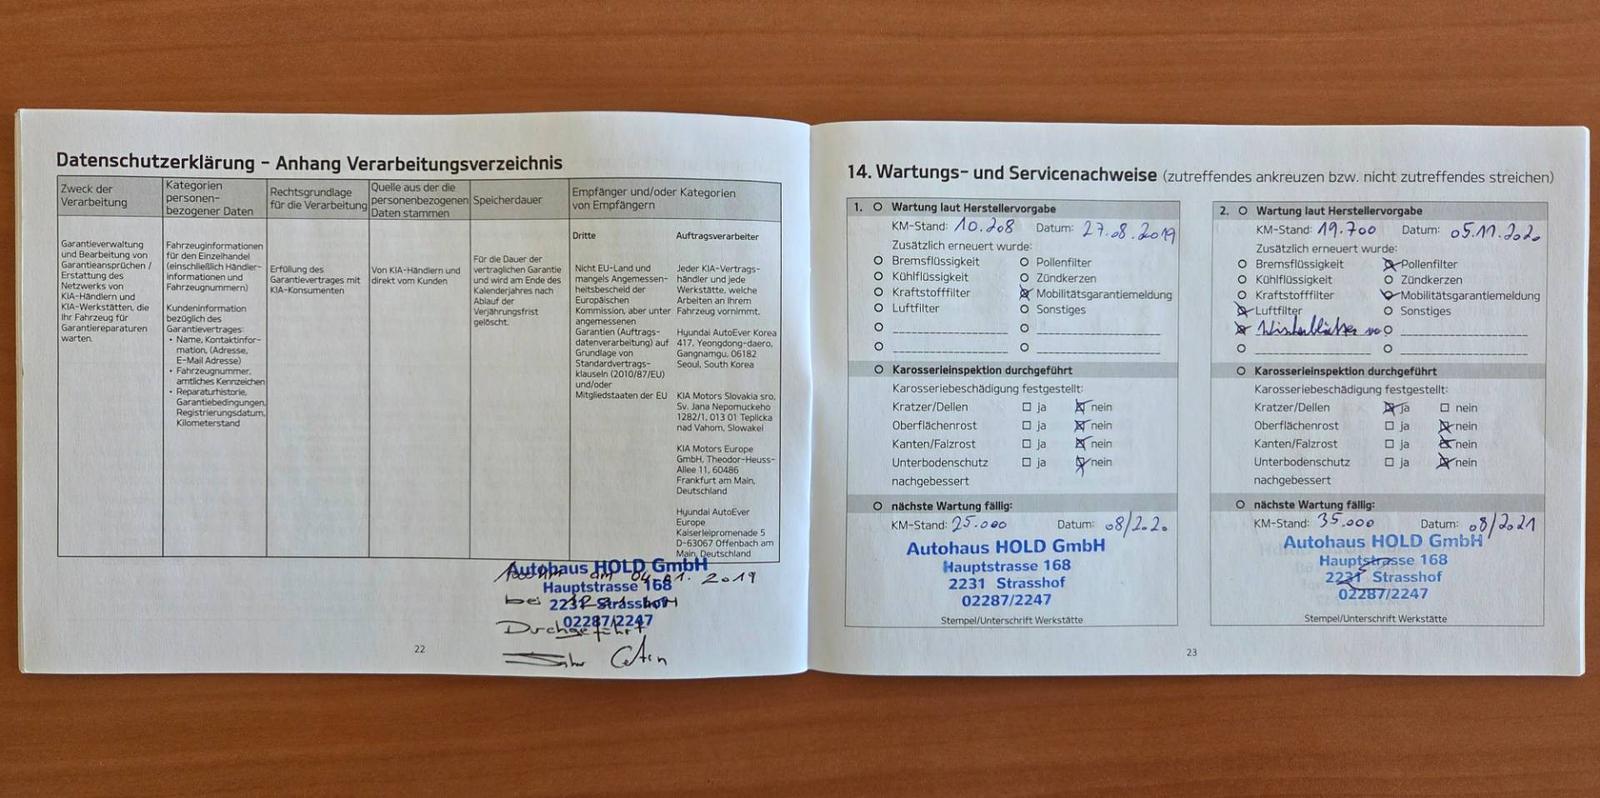 Datenschutzerklärung – Anhang Verarbeitungsverzeichnis
Zweck der
Verarbeitung
Kategorien
personen-
bezogener Daten
Rechtsgrundlage
für die Verarbeitung
Quelle aus der die
personenbezogenen
Daten stammen
Speicherdauer
Empfänger und/oder Kategorien
von Empfängern
Garantieverwaltung
und Bearbeitung von
Garantieansprüchen /
Erstattung des
Netzwerks von
KIA-Händlern und
KIA-Werkstätten, die
Ihr Fahrzeug für
Garantiereparaturen
warten.
Fahrzeuginformationen
für den Einzelhandel
(einschließlich Händler-
informationen und
Fahrzeugnummern)
Kundeninformation
bezüglich des
Garantievertrages:
• Name, Kontaktinfor-
mation, (Adresse,
E-Mail Adresse)
• Fahrzeugnummer,
amtliches Kennzeichen
• Reparaturhistorie,
Garantiebedingungen,
Registrierungsdatum,
Kilometerstand
Erfüllung des
Garantievertrages mit
KIA-Konsumenten
Von KIA-Händlern und
direkt vom Kunden
Für die Dauer der
vertraglichen Garantie
und wird am Ende des
Kalenderjahres nach
Ablauf der
Verjährungsfrist
gelöscht.
Dritte
Nicht EU-Land und
mangels Angemessen-
heitsbescheid der
Europäischen
Kommission, aber unter
angemessenen
Garantien (Auftrags-
datenverarbeitung) auf
Grundlage von
Standardvertrags-
klauseln (2010/87/EU)
und/oder
Mitgliedstaaten der EU
Auftragsverarbeiter
Jeder KIA-Vertrags-
händler und jede
Werkstätte, welche
Arbeiten an Ihrem
Fahrzeug vornimmt.
Hyundai AutoEver Korea
417, Yeongdong-daero,
Gangnamgu, 06182
Seoul, South Korea
KIA Motors Slovakia sro,
Sv. Jana Nepomuckeho
1282/1, 013 01 Teplicka
nad Vahom, Slowakei
KIA Motors Europe
GmbH, Theodor-Heuss-
Allee 11, 60486
Frankfurt am Main,
Deutschland
Hyundai AutoEver
Europe
Kaiserleipromenade 5
D-63067 Offenbach am
Main, Deutschland
Autohaus HOLD GmbH
Hauptstrasse 168
2231 Strasshof
02287/2247
am 04.01.2019
bei
Durchgeführt
22
14. Wartungs- und Servicenachweise (zutreffendes ankreuzen bzw. nicht zutreffendes streichen)
1. Wartung laut Herstellervorgabe
KM-Stand: 10.208 Datum: 27.08.2019
Zusätzlich erneuert wurde:
Bremsflüssigkeit Pollenfilter
Kühlflüssigkeit Zündkerzen
Kraftstofffilter Mobilitätsgarantiemeldung
Luftfilter Sonstiges
Karosserieinspektion durchgeführt
Karosseriebeschädigung festgestellt:
Kratzer/Dellen ja nein
Oberflächenrost ja nein
Kanten/Falzrost ja nein
Unterbodenschutz ja nein
nachgebessert
nächste Wartung fällig:
KM-Stand: 25.000 Datum: 08/2020
Autohaus HOLD GmbH
Hauptstrasse 168
2231 Strasshof
02287/2247
Stempel/Unterschrift Werkstätte
2. Wartung laut Herstellervorgabe
KM-Stand: 19.700 Datum: 05.11.2020
Zusätzlich erneuert wurde:
Bremsflüssigkeit Pollenfilter
Kühlflüssigkeit Zündkerzen
Kraftstofffilter Mobilitätsgarantiemeldung
Luftfilter Sonstiges
Karosserieinspektion durchgeführt
Karosseriebeschädigung festgestellt:
Kratzer/Dellen ja nein
Oberflächenrost ja nein
Kanten/Falzrost ja nein
Unterbodenschutz ja nein
nachgebessert
nächste Wartung fällig:
KM-Stand: 35.000 Datum: 08/2021
Autohaus HOLD GmbH
Hauptstrasse 168
2231 Strasshof
02287/2247
Stempel/Unterschrift Werkstätte
23